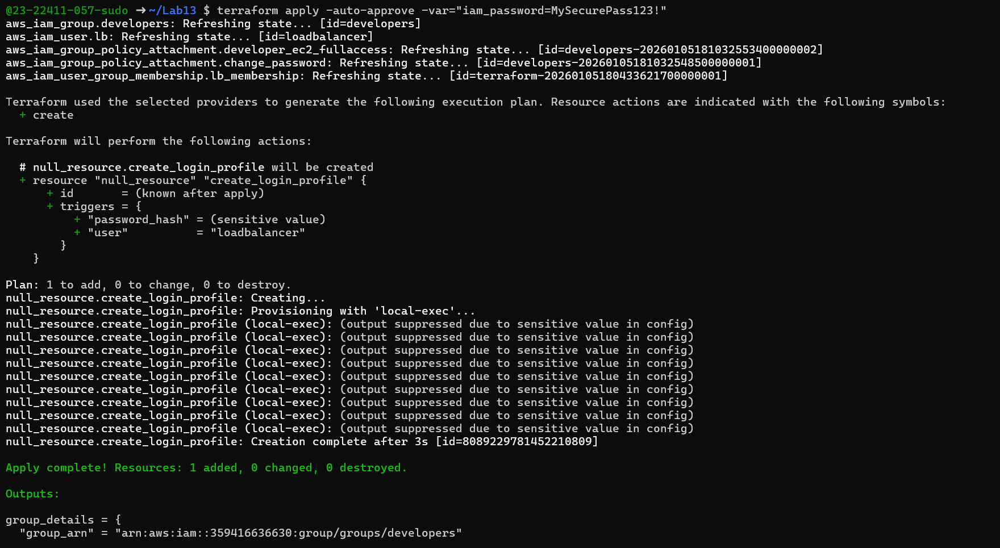 @23-22411-057-sudo ➜ ~/Lab13 $ terraform apply -auto-approve -var="iam_password=MySecurePass123!"
aws_iam_group.developers: Refreshing state... [id=developers]
aws_iam_user.lb: Refreshing state... [id=loadbalancer]
aws_iam_group_policy_attachment.developer_ec2_fullaccess: Refreshing state... [id=developers-20260105181032553400000002]
aws_iam_group_policy_attachment.change_password: Refreshing state... [id=developers-20260105181032548500000001]
aws_iam_user_group_membership.lb_membership: Refreshing state... [id=terraform-20260105180433621700000001]

Terraform used the selected providers to generate the following execution plan. Resource actions are indicated with the following symbols:
  + create

Terraform will perform the following actions:

  # null_resource.create_login_profile will be created
  + resource "null_resource" "create_login_profile" {
      + id       = (known after apply)
      + triggers = {
          + "password_hash" = (sensitive value)
          + "user"          = "loadbalancer"
        }
    }

Plan: 1 to add, 0 to change, 0 to destroy.
null_resource.create_login_profile: Creating...
null_resource.create_login_profile: Provisioning with 'local-exec'...
null_resource.create_login_profile (local-exec): (output suppressed due to sensitive value in config)
null_resource.create_login_profile (local-exec): (output suppressed due to sensitive value in config)
null_resource.create_login_profile (local-exec): (output suppressed due to sensitive value in config)
null_resource.create_login_profile (local-exec): (output suppressed due to sensitive value in config)
null_resource.create_login_profile (local-exec): (output suppressed due to sensitive value in config)
null_resource.create_login_profile (local-exec): (output suppressed due to sensitive value in config)
null_resource.create_login_profile (local-exec): (output suppressed due to sensitive value in config)
null_resource.create_login_profile (local-exec): (output suppressed due to sensitive value in config)
null_resource.create_login_profile (local-exec): (output suppressed due to sensitive value in config)
null_resource.create_login_profile: Creation complete after 3s [id=8089229781452210809]

Apply complete! Resources: 1 added, 0 changed, 0 destroyed.

Outputs:

group_details = {
  "group_arn" = "arn:aws:iam::359416636630:group/groups/developers"